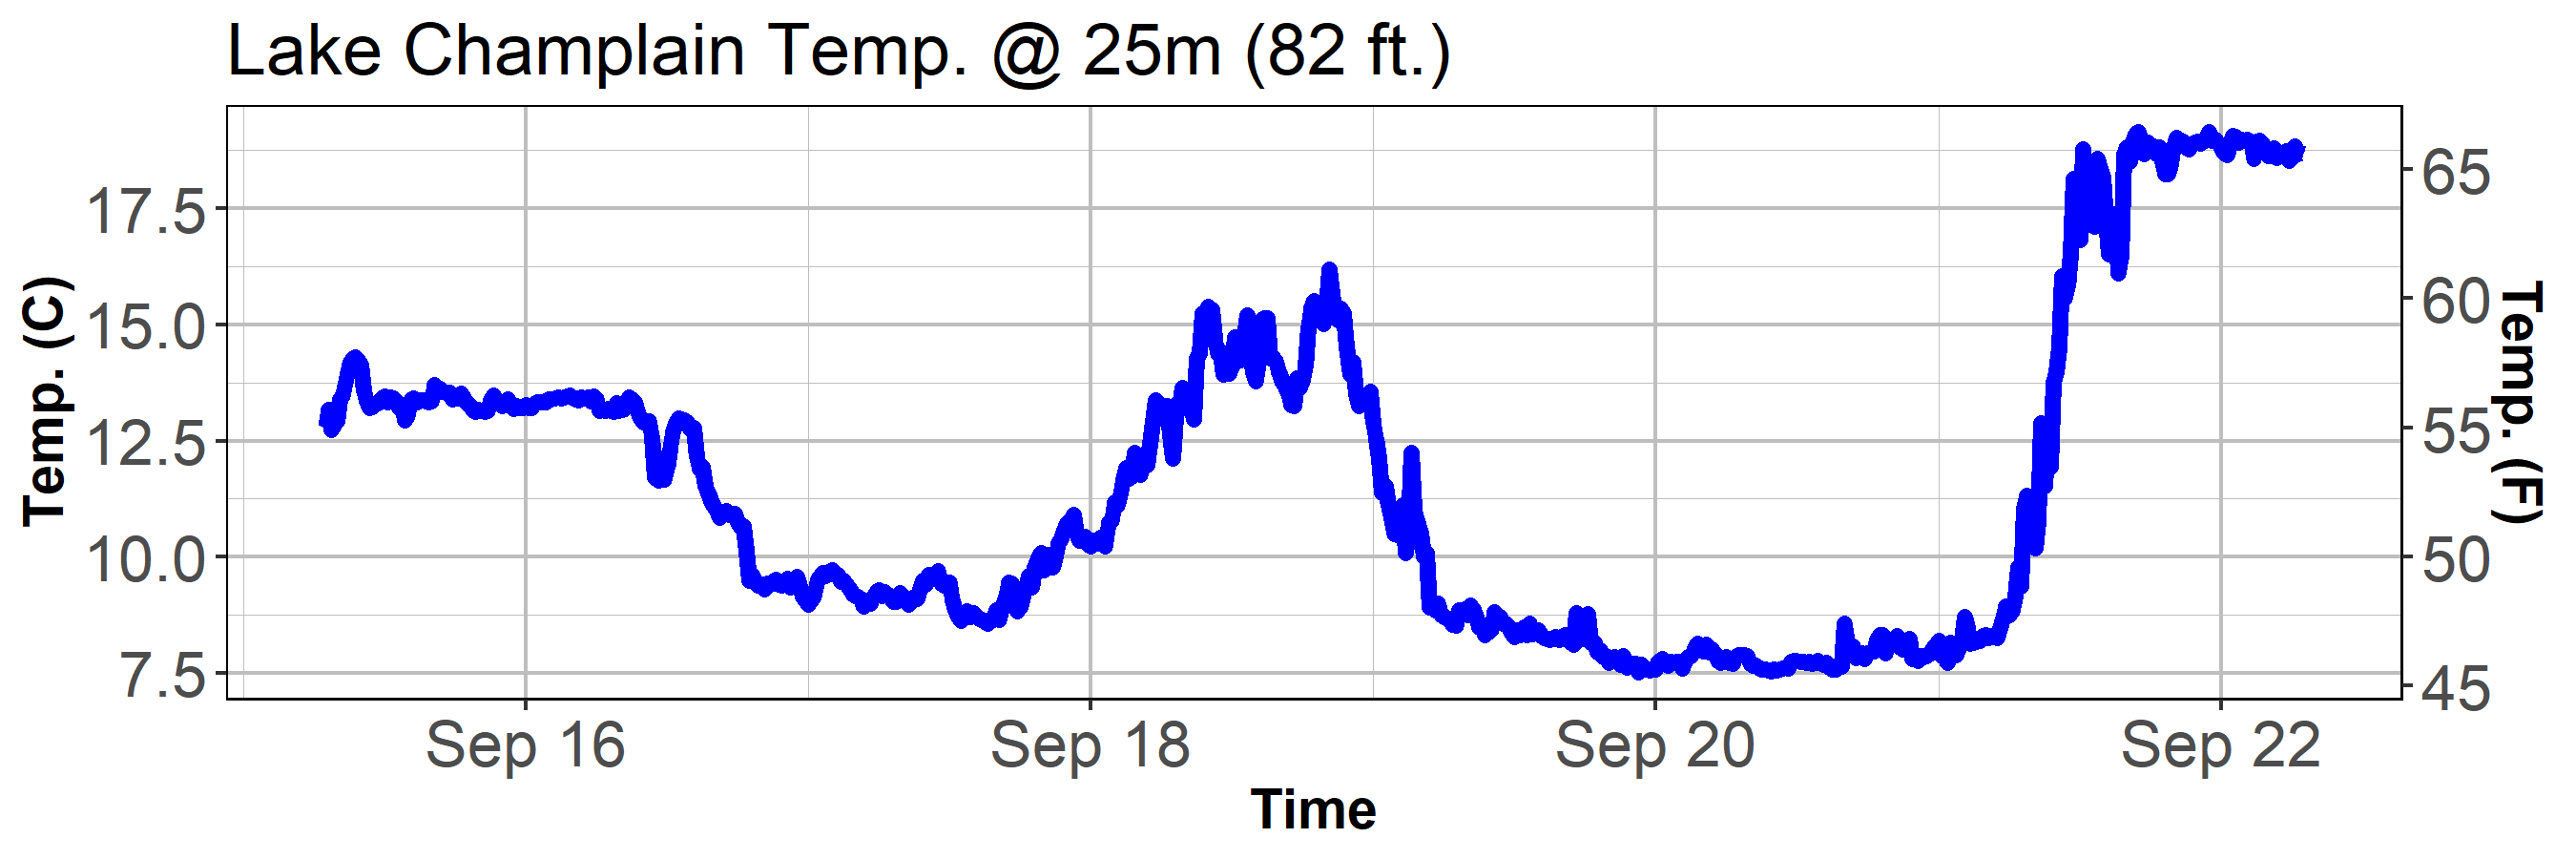 Lake Champlain Temp. @ 25m (82 ft.)
Temp. (C)
17.5
15.0
12.5
10.0
7.5
65
60
55
50
45
Temp. (F)
Sep 16 Sep 18 Sep 20 Sep 22
Time